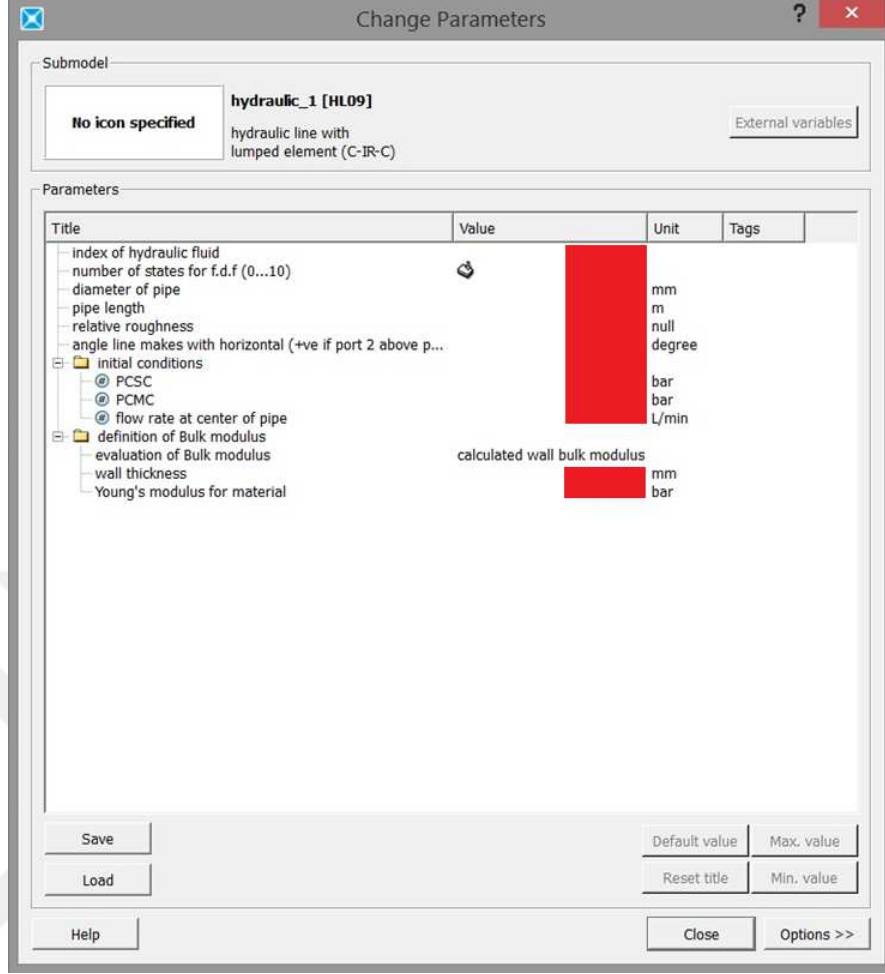 Change Parameters ? ×
Submodel
No icon specified
hydraulic_1 [HL09]
hydraulic line with
lumped element (C-IR-C)
External variables
Parameters
Title Value Unit Tags
index of hydraulic fluid
number of states for f.d.f (0...10)
diameter of pipe mm
pipe length m
relative roughness null
angle line makes with horizontal (+ve if port 2 above p... degree
initial conditions
# PCSC bar
# PCMC bar
# flow rate at center of pipe L/min
definition of Bulk modulus
evaluation of Bulk modulus calculated wall bulk modulus
wall thickness mm
Young's modulus for material bar
Save Default value Max. value
Load Reset title Min. value
Help Close Options >>